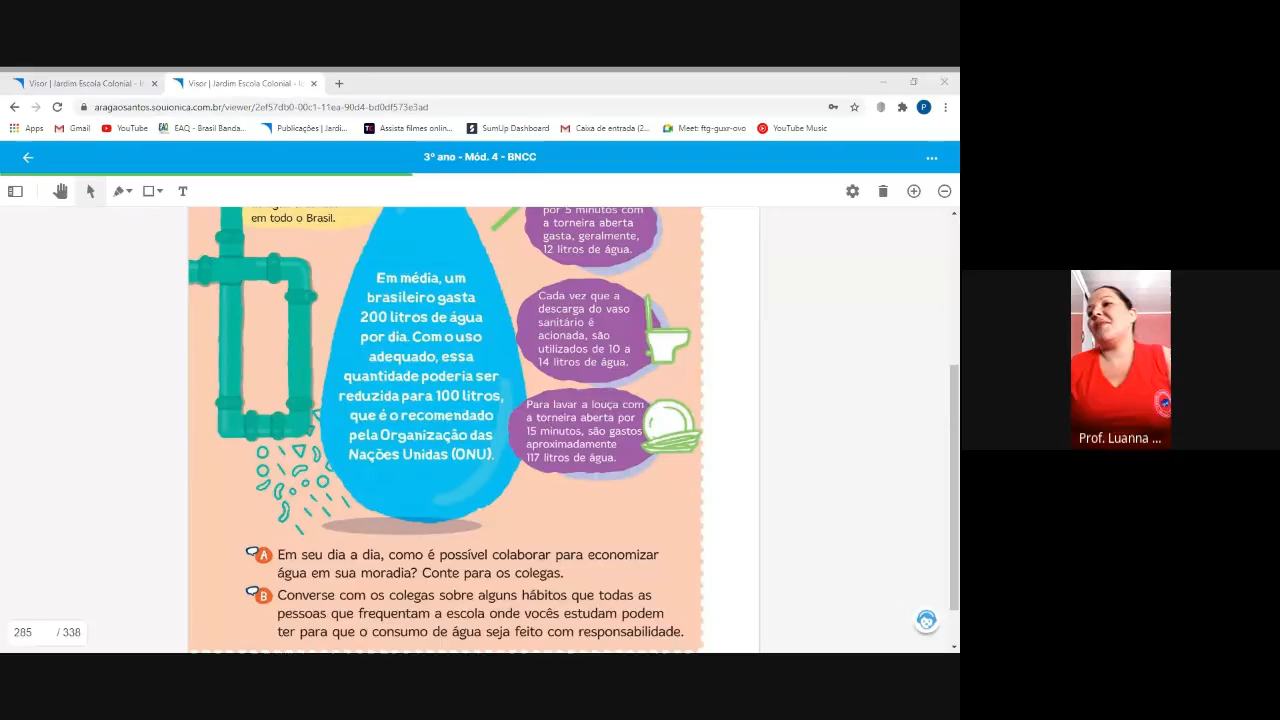 Visor | Jardim Escola Colonial - I
Visor | Jardim Escola Colonial - Ic
aragaosantos.souionica.com.br/viewer/2ef57db0-00c1-11ea-90d4-bd0df573e3ad
P
Apps
Gmail
YouTube
EAQ - Brasil Banda...
Publicações | Jardi...
Assista filmes onlin...
SumUp Dashboard
Caixa de entrada (2...
Meet: ftg-guxr-ovo
YouTube Music
3º ano - Mód. 4 - BNCC
T
em todo o Brasil.
por 5 minutos com
a torneira aberta
gasta, geralmente,
12 litros de água.
Em média, um
brasileiro gasta
200 litros de água
por dia. Com o uso
adequado, essa
quantidade poderia ser
reduzida para 100 litros,
que é o recomendado
pela Organização das
Nações Unidas (ONU).
Cada vez que a
descarga do vaso
sanitário é
acionada, são
utilizados de 10 a
14 litros de água.
Para lavar a louça com
a torneira aberta por
15 minutos, são gastos
aproximadamente
117 litros de água.
A Em seu dia a dia, como é possível colaborar para economizar
água em sua moradia? Conte para os colegas.
B Converse com os colegas sobre alguns hábitos que todas as
pessoas que frequentam a escola onde vocês estudam podem
ter para que o consumo de água seja feito com responsabilidade.
285 / 338
Prof. Luanna ...